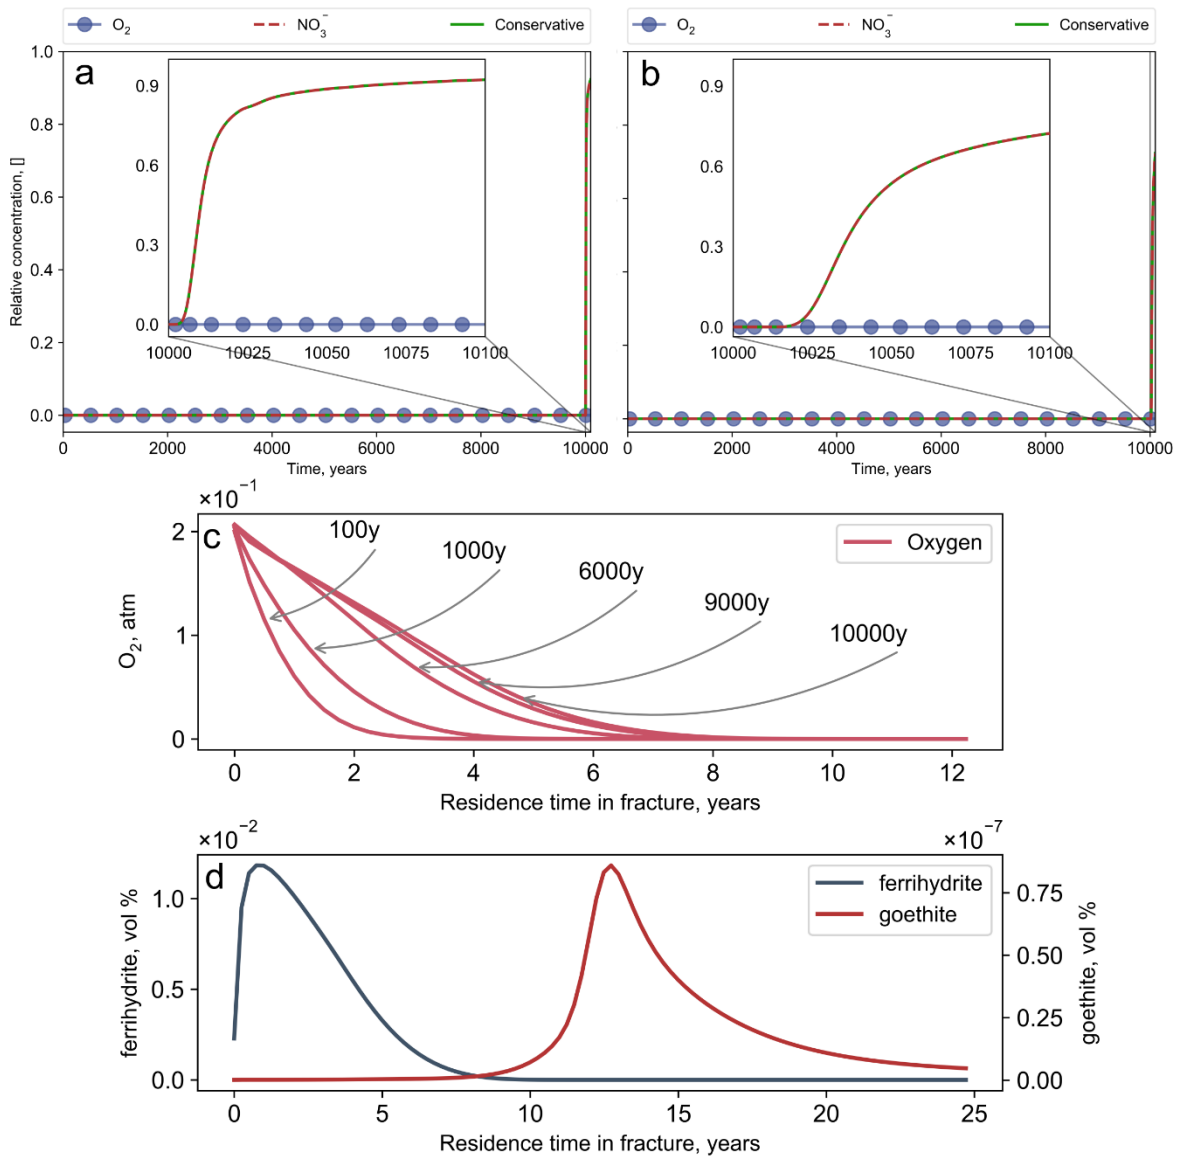 O₂ NO₃⁻ Conservative
O₂ NO₃⁻ Conservative
a
b
Relative concentration, []
1.0
0.8
0.6
0.4
0.2
0.0
0.9
0.6
0.3
0.0
10000 10025 10050 10075 10100
0.9
0.6
0.3
0.0
10000 10025 10050 10075 10100
0 2000 4000 6000 8000 10000
Time, years
0 2000 4000 6000 8000 10000
Time, years
×10⁻¹
c
Oxygen
100y
1000y
6000y
9000y
10000y
O₂, atm
2
1
0
0 2 4 6 8 10 12
Residence time in fracture, years
×10⁻²
×10⁻⁷
d
ferrihydrite
goethite
ferrihydrite, vol %
1.0
0.5
0.0
goethite, vol %
0.75
0.50
0.25
0.00
0 5 10 15 20 25
Residence time in fracture, years